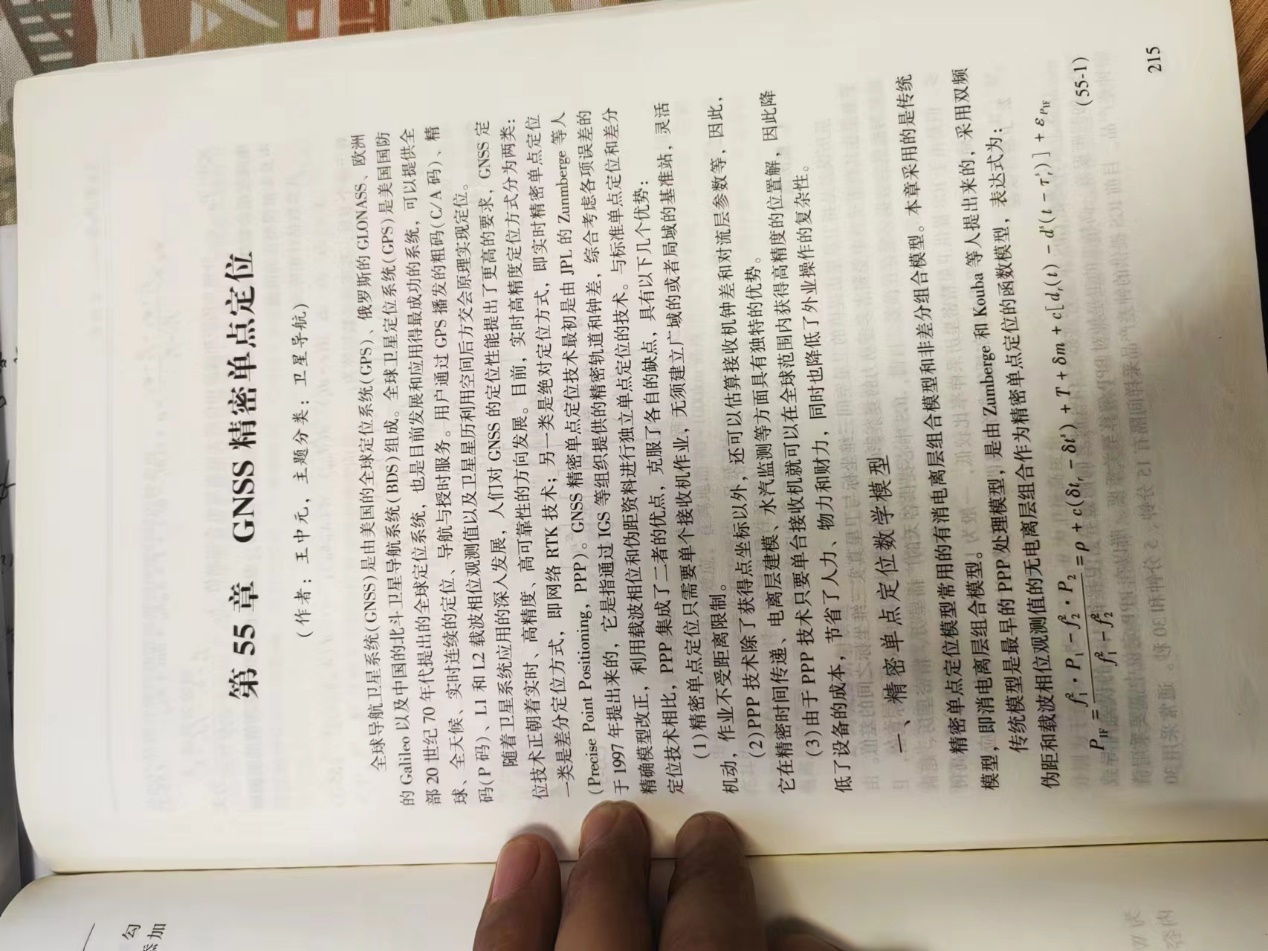 第 55 章　GNSS 精密单点定位
(作者：王中元，主题分类：卫星导航)
全球导航卫星系统(GNSS)是由美国的全球定位系统(GPS)、俄罗斯的 GLONASS、欧洲
的 Galileo 以及中国的北斗卫星导航系统(BDS)组成。全球卫星定位系统(GPS)是美国国防
部 20 世纪 70 年代提出的全球定位系统，也是目前发展和应用得最成功的系统，可以提供全
球、全天候、实时连续的定位、导航与授时服务。用户通过 GPS 播发的粗码(C/A 码)、精
码(P 码)、L1 和 L2 载波相位观测值以及卫星星历利用空间后方交会原理实现定位。
随着卫星系统应用的深入发展，人们对 GNSS 的定位性能提出了更高的要求，GNSS 定
位技术正朝着实时、高精度、高可靠性的方向发展。目前，实时高精度定位方式分为两类：
一类是差分定位方式，即网络 RTK 技术；另一类是绝对定位方式，即实时精密单点定位
(Precise Point Positioning，PPP)。GNSS 精密单点定位技术最初是由 JPL 的 Zunmberge 等人
于 1997 年提出来的，它是指通过 IGS 等组织提供的精密轨道和钟差，综合考虑各项误差的
精确模型改正，利用载波相位和伪距资料进行独立单点定位的技术。与标准单点定位和差分
定位技术相比，PPP 集成了二者的优点，克服了各自的缺点，具有以下几个优势：
(1)精密单点定位只需要单个接收机作业，无须建立广域的或者局域的基准站，灵活
机动，作业不受距离限制。
(2)PPP 技术除了获得点坐标以外，还可以估算接收机钟差和对流层参数等，因此，
它在精密时间传递、电离层建模、水汽监测等方面具有独特的优势。
(3)由于 PPP 技术只要单台接收机就可以在全球范围内获得高精度的位置解，因此降
低了设备的成本，节省了人力、物力和财力，同时也降低了外业操作的复杂性。
一、精密单点定位数学模型
精密单点定位模型常用的有消电离层组合模型和非差分组合模型。本章采用的是传统
模型，即消电离层组合模型。
传统模型是最早的 PPP 处理模型，是由 Zumberge 和 Kouba 等人提出来的，采用双频
伪距和载波相位观测值的无电离层组合作为精密单点定位的函数模型，表达式为：
P_IF = (f₁² · P₁ - f₂² · P₂)/(f₁² - f₂²) = ρ + c(δt_r - δtⁱ) + Tⁱ + δm + c[d_r(t) - dⁱ(t - τ_rⁱ)] + ε_{P_IF}
(55-1)
215
勾
添加